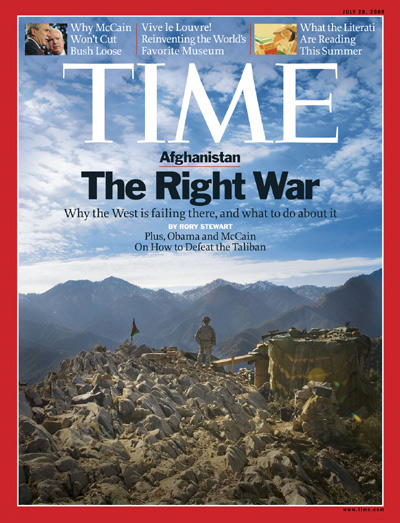 JULY 28, 2008
Why McCain
Won't Cut
Bush Loose
Vive le Louvre!
Reinventing the World's
Favorite Museum
What the Literati
Are Reading
This Summer
TIME
Afghanistan
The Right War
Why the West is failing there, and what to do about it
BY RORY STEWART
Plus, Obama and McCain
On How to Defeat the Taliban
www.time.com